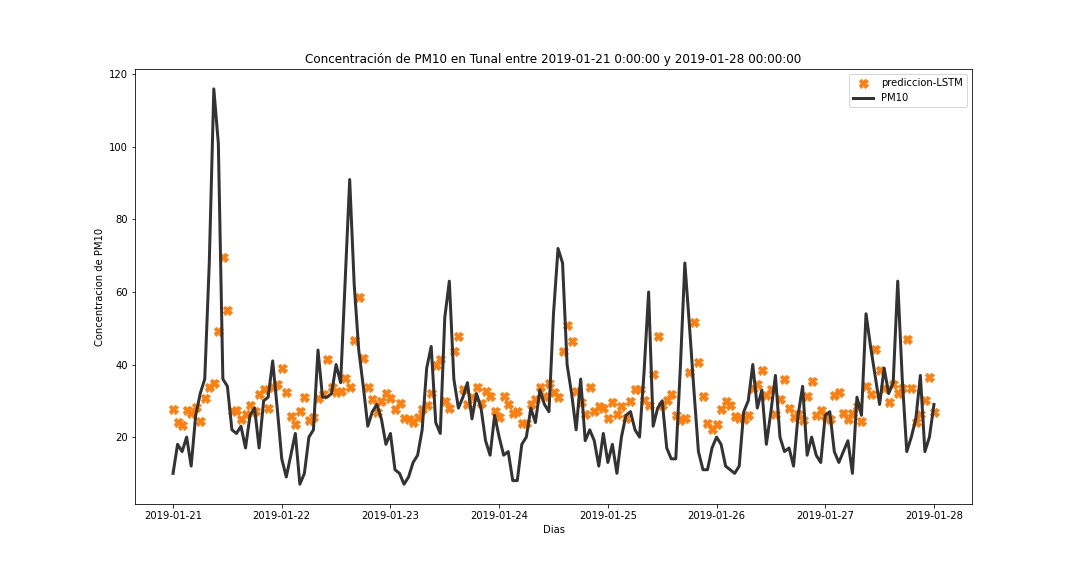 Concentración de PM10 en Tunal entre 2019-01-21 0:00:00 y 2019-01-28 00:00:00
prediccion-LSTM
PM10
120
100
80
60
40
20
Concentracion de PM10
2019-01-21 2019-01-22 2019-01-23 2019-01-24 2019-01-25 2019-01-26 2019-01-27 2019-01-28
Dias